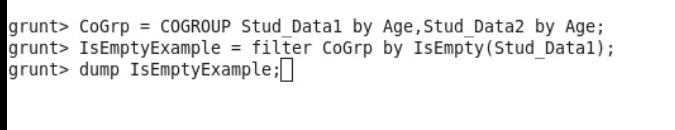 grunt> CoGrp = COGROUP Stud_Data1 by Age,Stud_Data2 by Age;
grunt> IsEmptyExample = filter CoGrp by IsEmpty(Stud_Data1);
grunt> dump IsEmptyExample;